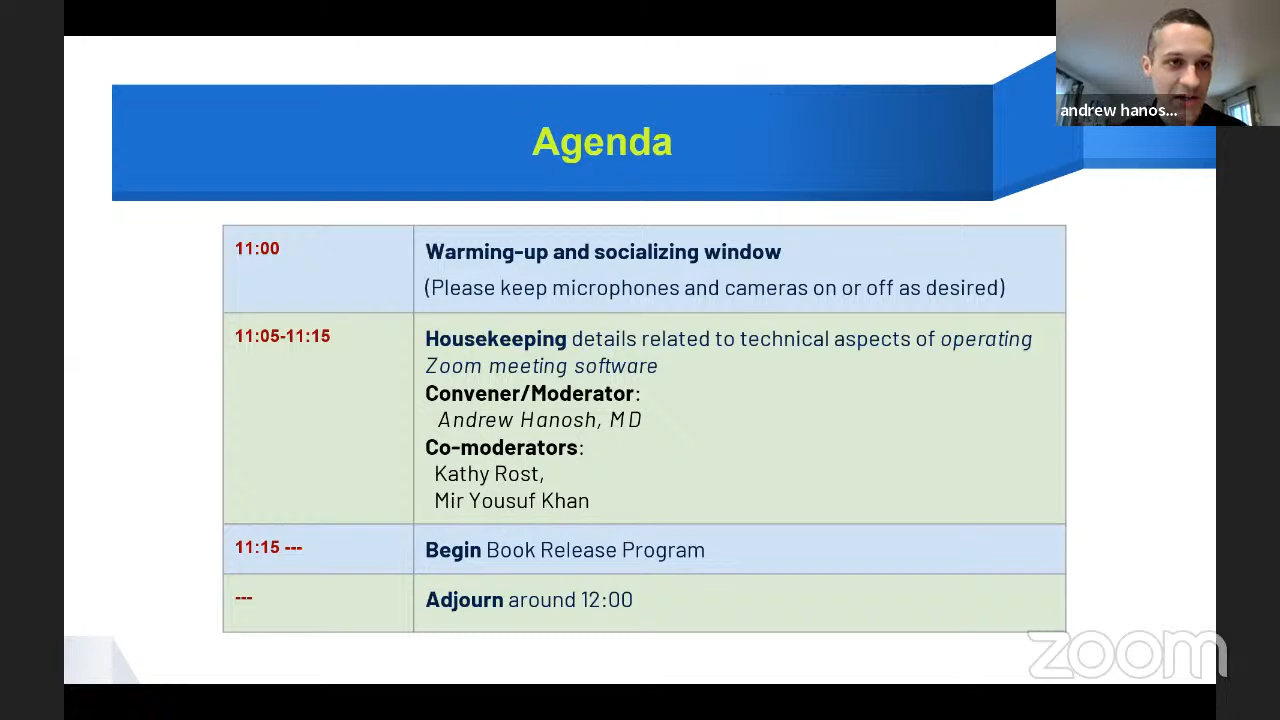 andrew hanos...
Agenda
11:00
Warming-up and socializing window
(Please keep microphones and cameras on or off as desired)
11:05-11:15
Housekeeping details related to technical aspects of operating
Zoom meeting software
Convener/Moderator:
Andrew Hanosh, MD
Co-moderators:
Kathy Rost,
Mir Yousuf Khan
11:15 ---
Begin Book Release Program
---
Adjourn around 12:00
zoom